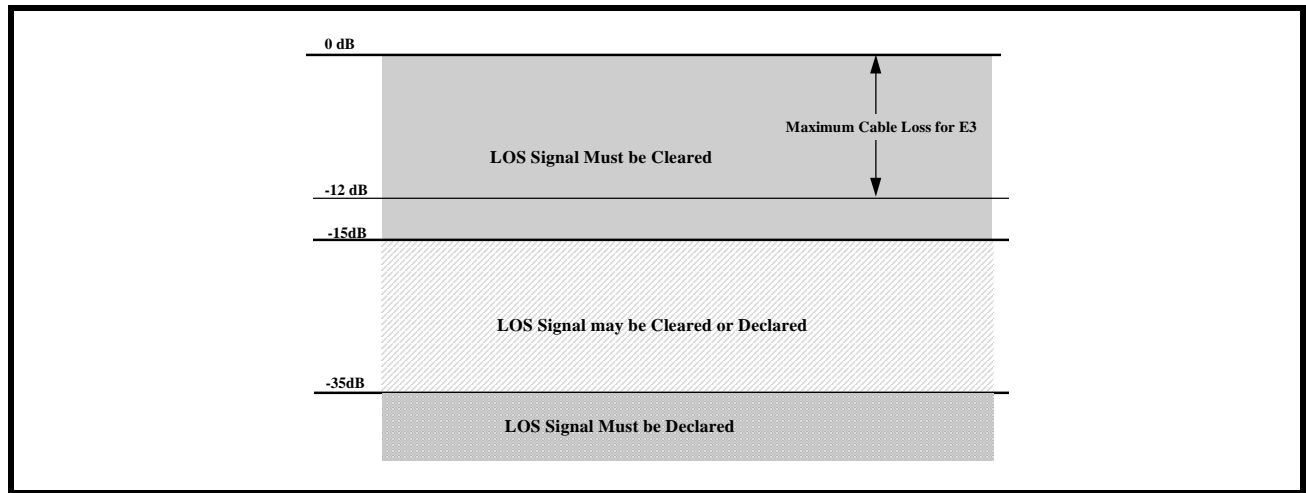 0 dB
Maximum Cable Loss for E3
LOS Signal Must be Cleared
-12 dB
-15dB
LOS Signal may be Cleared or Declared
-35dB
LOS Signal Must be Declared